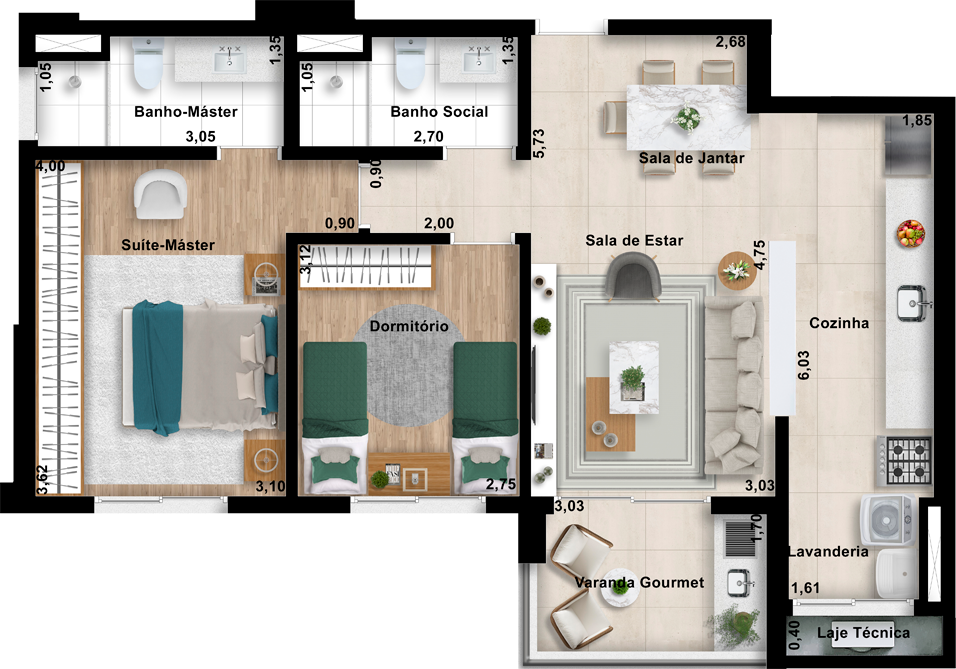 2,68
1,35
1,35
1,05
1,05
Banho-Máster
Banho Social
1,85
3,05
2,70
5,73
Sala de Jantar
4,00
0,90
0,90
2,00
Suíte-Máster
Sala de Estar
3,12
4,75
Dormitório
Cozinha
6,03
3,62
3,10
2,75
3,03
3,03
1,70
Lavanderia
Varanda Gourmet
1,61
0,40
Laje Técnica